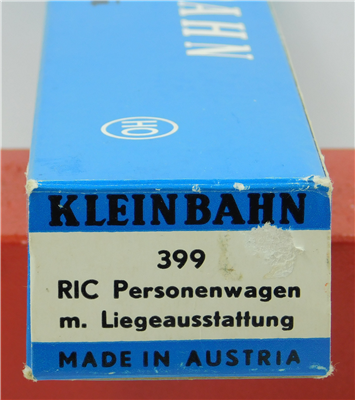 AHN
HO
KLEINBAHN
399
RIC Personenwagen
m. Liegeausstattung
MADE IN AUSTRIA